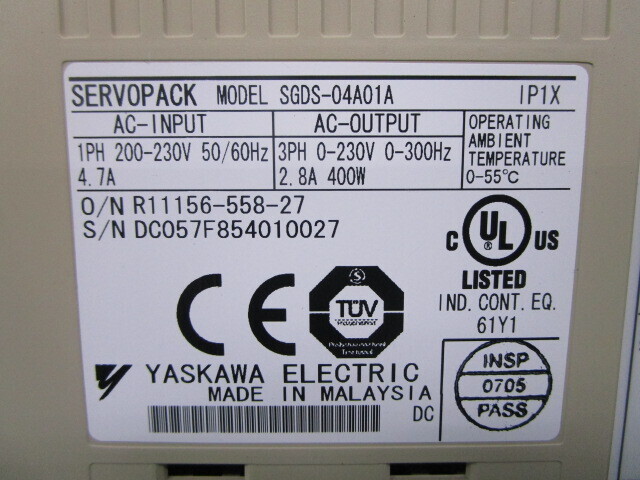 SERVOPACK MODEL SGDS-04A01A IP1X
AC-INPUT
1PH 200-230V 50/60Hz
4.7A
AC-OUTPUT
3PH 0-230V 0-300Hz
2.8A 400W
OPERATING
AMBIENT
TEMPERATURE
0-55℃
O/N R11156-558-27
S/N DC057F854010027
C UL US
®
LISTED
IND. CONT. EQ.
61Y1
CE
S
TÜV
YASKAWA ELECTRIC
MADE IN MALAYSIA
DC
INSP
0705
PASS